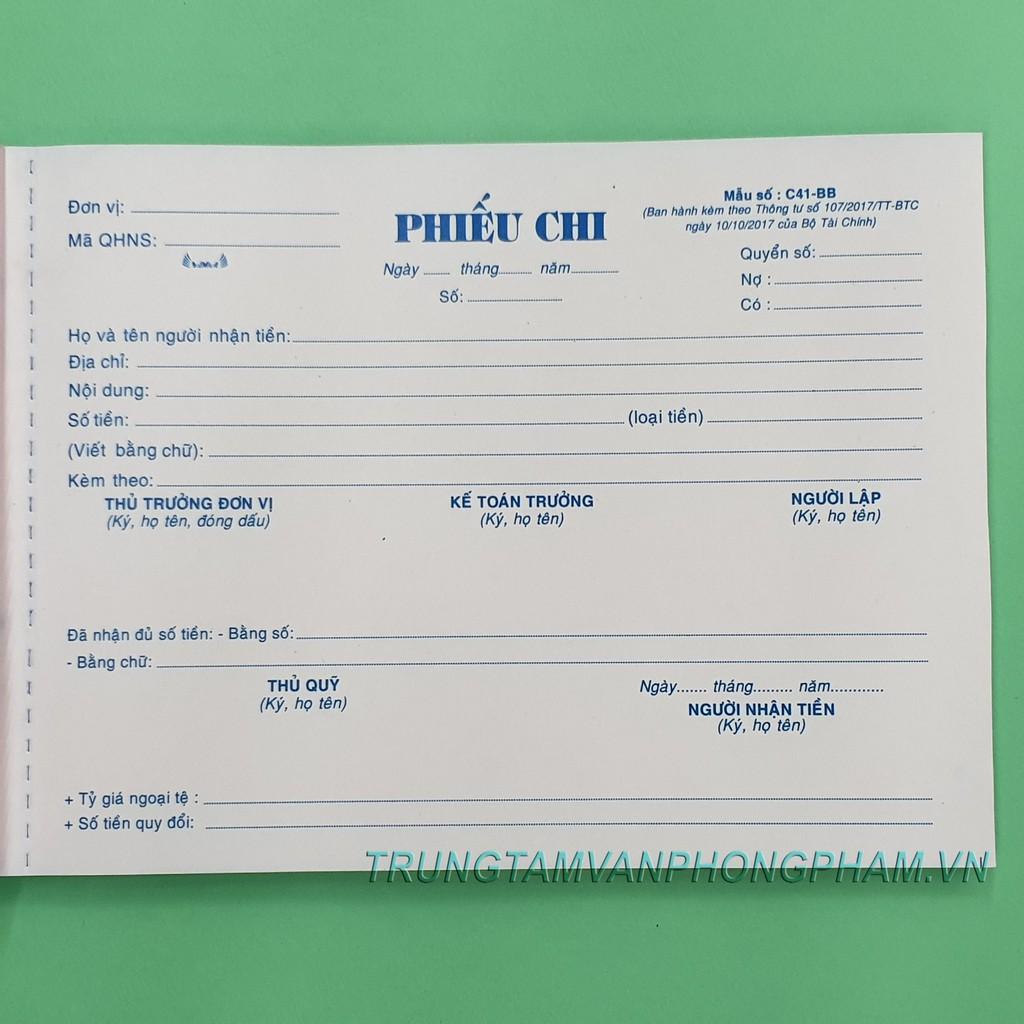 Đơn vị:
Mã QHNS:
PHIẾU CHI
Ngày ........ tháng.......... năm..............
Số:
Mẫu số : C41-BB
(Ban hành kèm theo Thông tư số 107/2017/TT-BTC
ngày 10/10/2017 của Bộ Tài Chính)
Quyển số:
Nợ :
Có :
Họ và tên người nhận tiền:
Địa chỉ:
Nội dung:
Số tiền: (loại tiền)
(Viết bằng chữ):
Kèm theo:
THỦ TRƯỞNG ĐƠN VỊ KẾ TOÁN TRƯỞNG NGƯỜI LẬP
(Ký, họ tên, đóng dấu) (Ký, họ tên) (Ký, họ tên)
Đã nhận đủ số tiền: - Bằng số:
- Bằng chữ:
Ngày....... tháng......... năm............
THỦ QUỸ NGƯỜI NHẬN TIỀN
(Ký, họ tên) (Ký, họ tên)
+ Tỷ giá ngoại tệ :
+ Số tiền quy đổi:
TRUNGTAMVANPHONGPHAM.VN